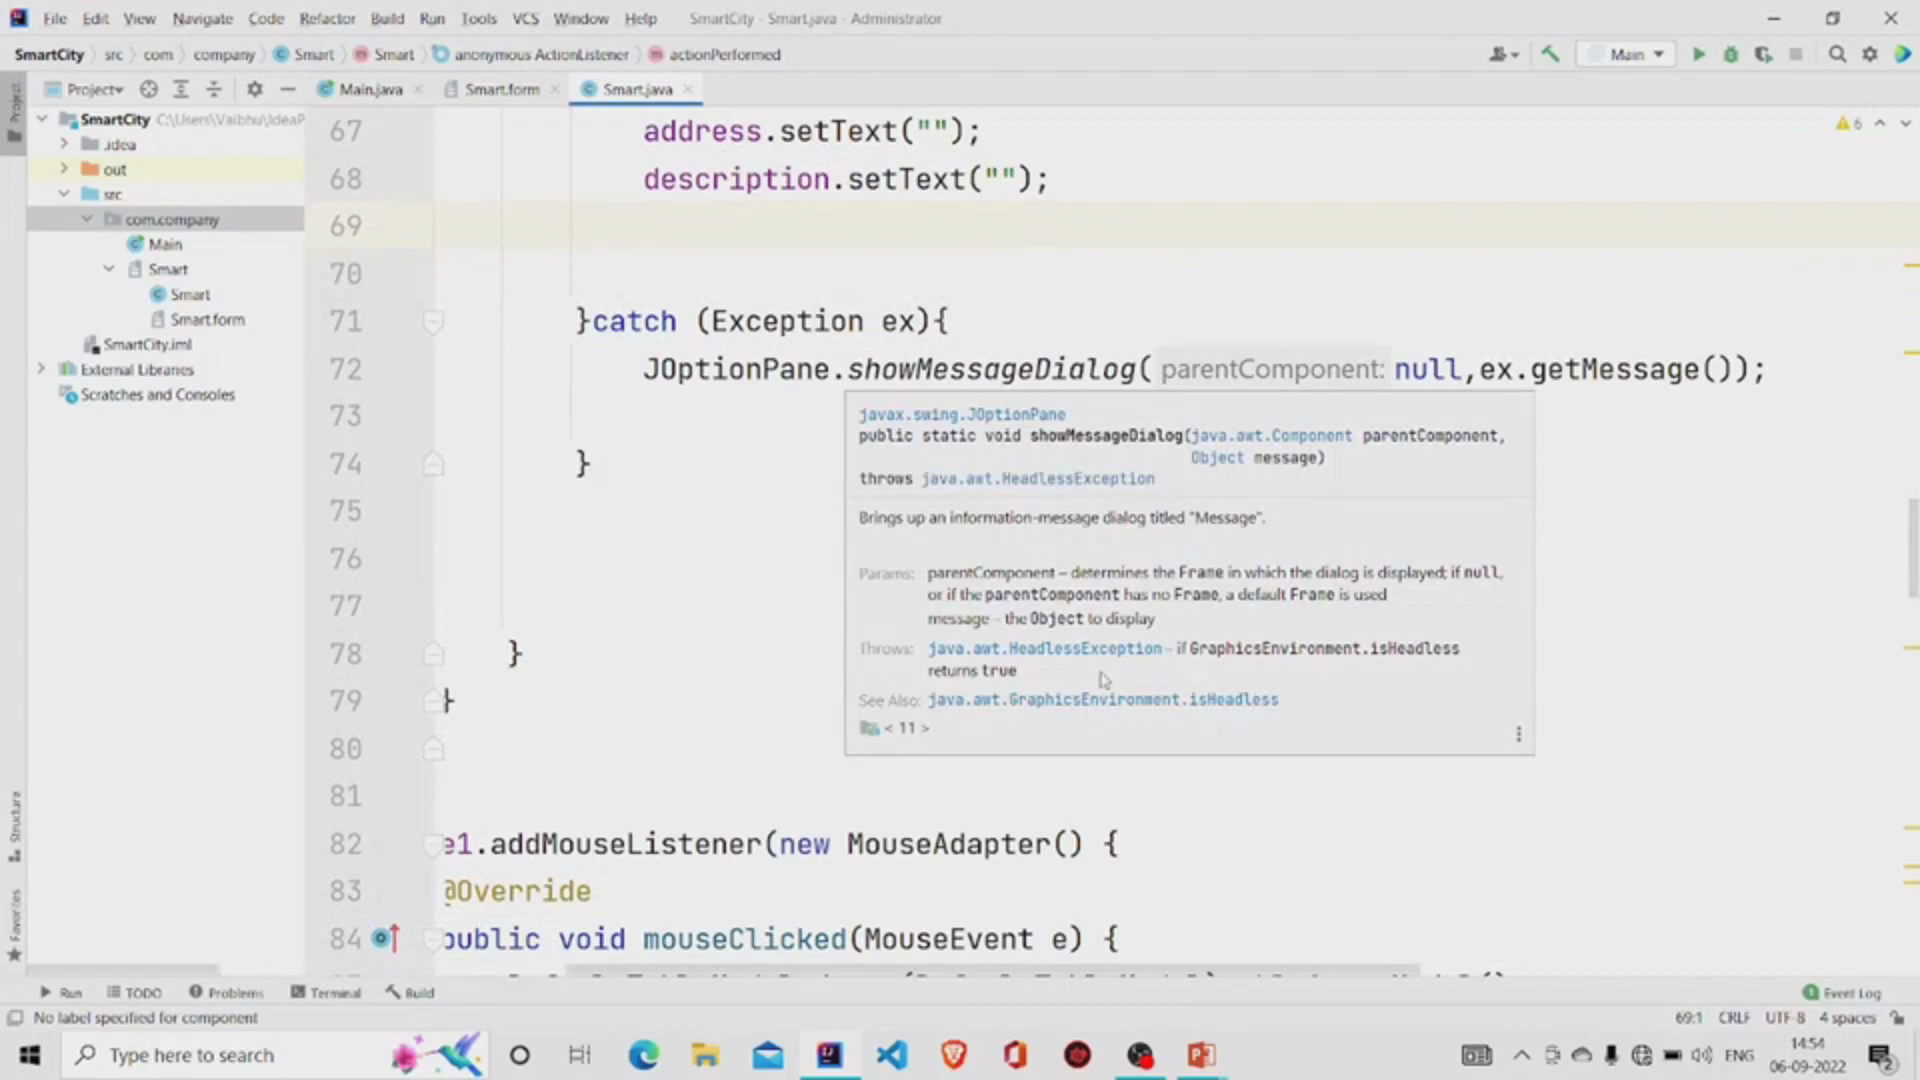 File Edit View Navigate Code Refactor Build Run Tools VCS Window Help SmartCity - Smart.java - Administrator
SmartCity src com company Smart Smart anonymous ActionListener actionPerformed Main
Project Main.java Smart.form Smart.java
Project
SmartCity C:\Users\Vaibhu\IdeaP
.idea
out
src
com.company
Main
Smart
Smart
Smart.form
SmartCity.iml
External Libraries
Scratches and Consoles
6
67 address.setText("");
68 description.setText("");
69
70
71 }catch (Exception ex){
72 JOptionPane.showMessageDialog( parentComponent: null,ex.getMessage());
73
74 }
75
76
77
78 }
79 }
80
81
82 e1.addMouseListener(new MouseAdapter() {
83 @Override
84 public void mouseClicked(MouseEvent e) {
javax.swing.JOptionPane
public static void showMessageDialog(java.awt.Component parentComponent,
Object message)
throws java.awt.HeadlessException
Brings up an information-message dialog titled "Message".
Params: parentComponent – determines the Frame in which the dialog is displayed; if null,
or if the parentComponent has no Frame, a default Frame is used
message – the Object to display
Throws: java.awt.HeadlessException – if GraphicsEnvironment.isHeadless
returns true
See Also: java.awt.GraphicsEnvironment.isHeadless
< 11 >
Structure
Favorites
Run TODO Problems Terminal Build Event Log
No label specified for component 69:1 CRLF UTF-8 4 spaces
Type here to search ENG 14:54
06-09-2022 2